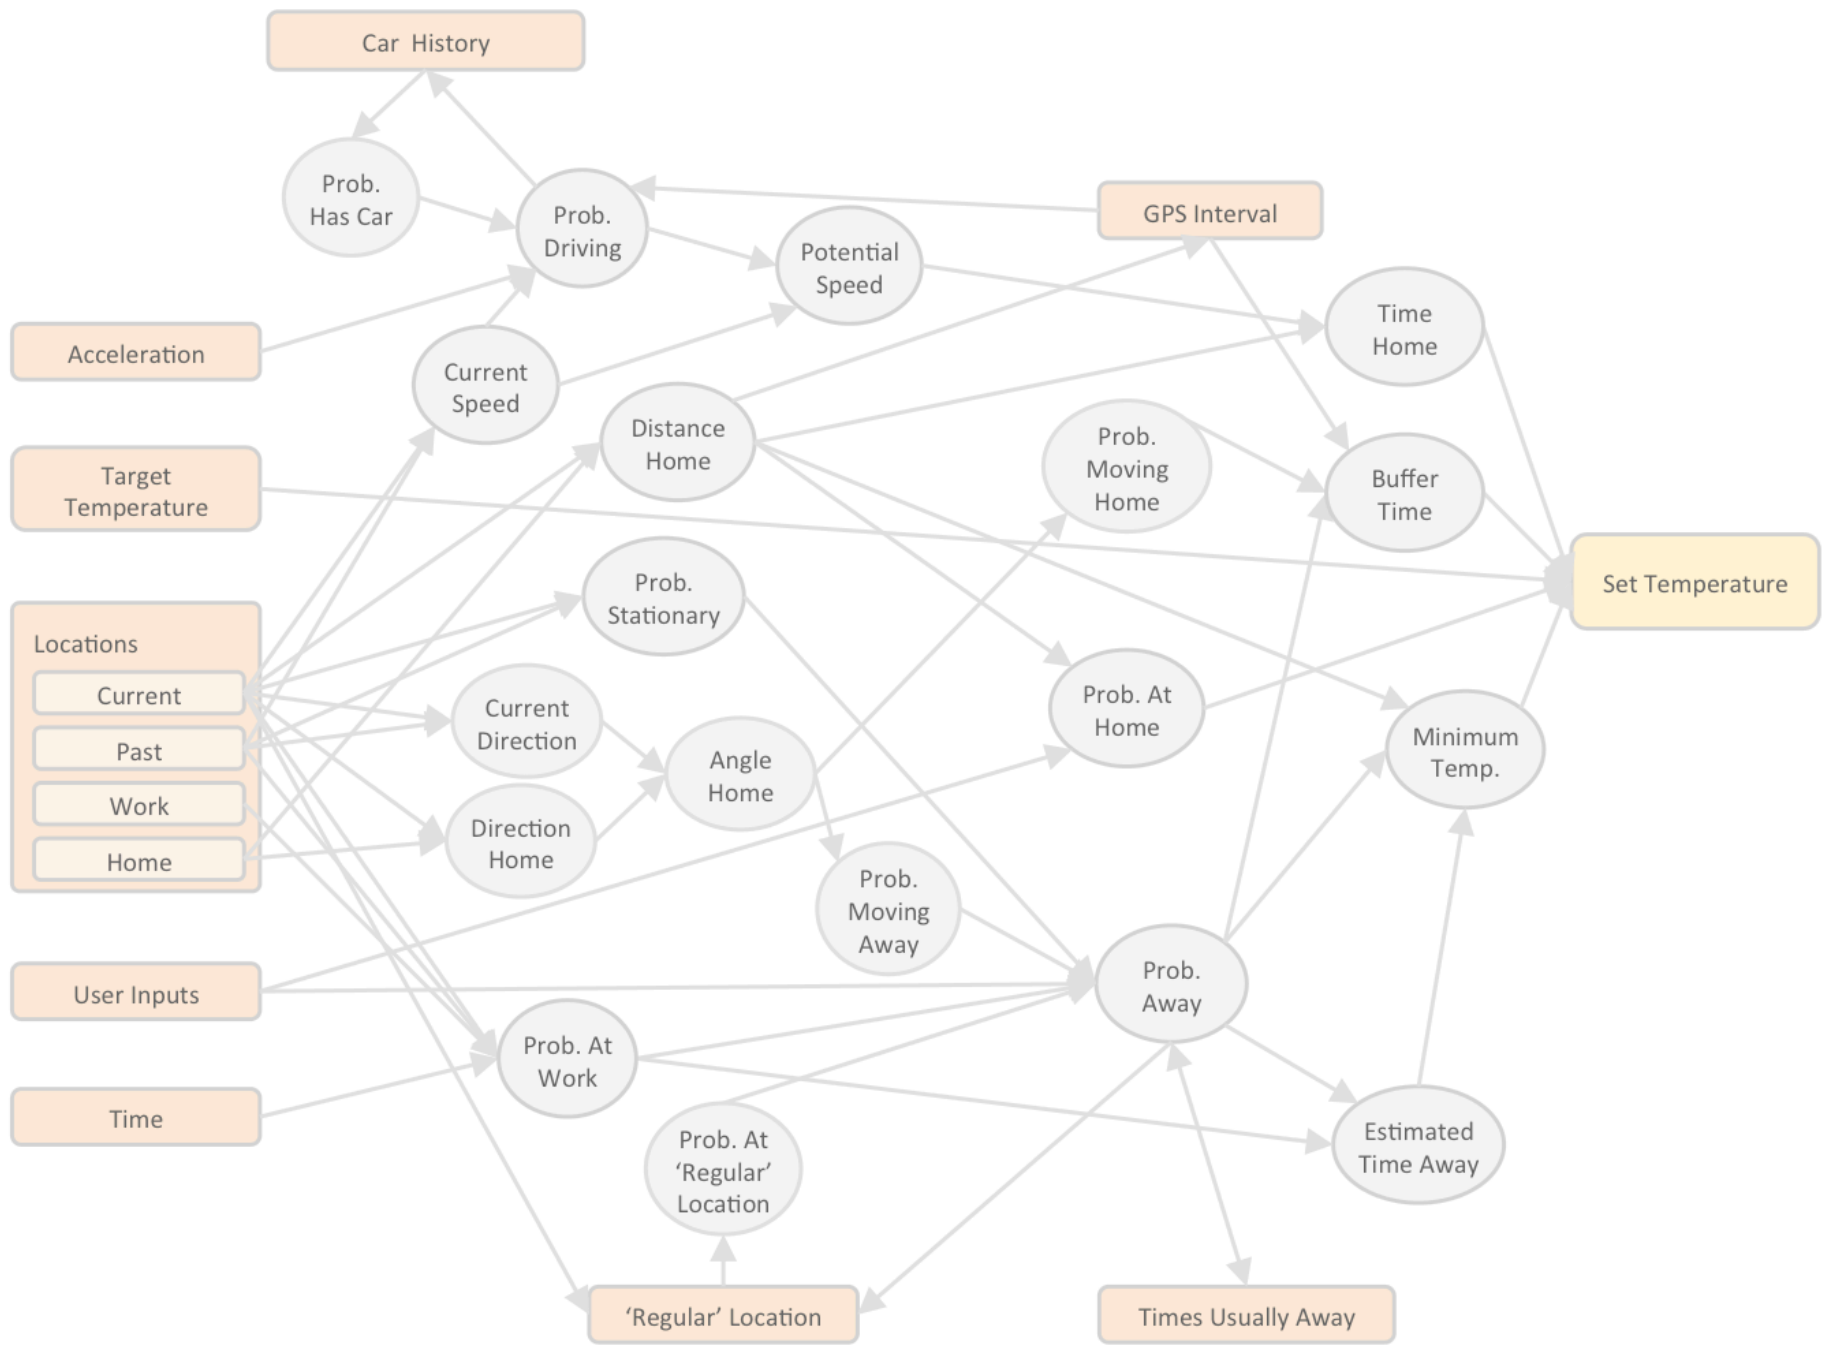 Car History
Prob.
Has Car
Prob.
Driving
GPS Interval
Potential
Speed
Time
Home
Acceleration
Current
Speed
Distance
Home
Prob.
Moving
Home
Buffer
Time
Target
Temperature
Set Temperature
Prob.
Stationary
Locations
Current
Past
Work
Home
Current
Direction
Direction
Home
Angle
Home
Prob. At
Home
Minimum
Temp.
Prob.
Moving
Away
User Inputs
Prob.
Away
Prob. At
Work
Time
Prob. At
‘Regular’
Location
Estimated
Time Away
‘Regular’ Location
Times Usually Away